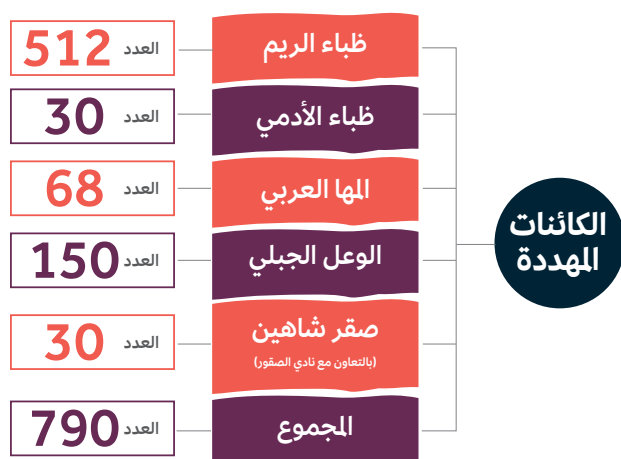 الكائنات
المهددة
ظباء الريم
العدد 512
ظباء الأدمي
العدد 30
المها العربي
العدد 68
الوعل الجبلي
العدد 150
صقر شاهين
(بالتعاون مع نادي الصقور)
العدد 30
المجموع
العدد 790